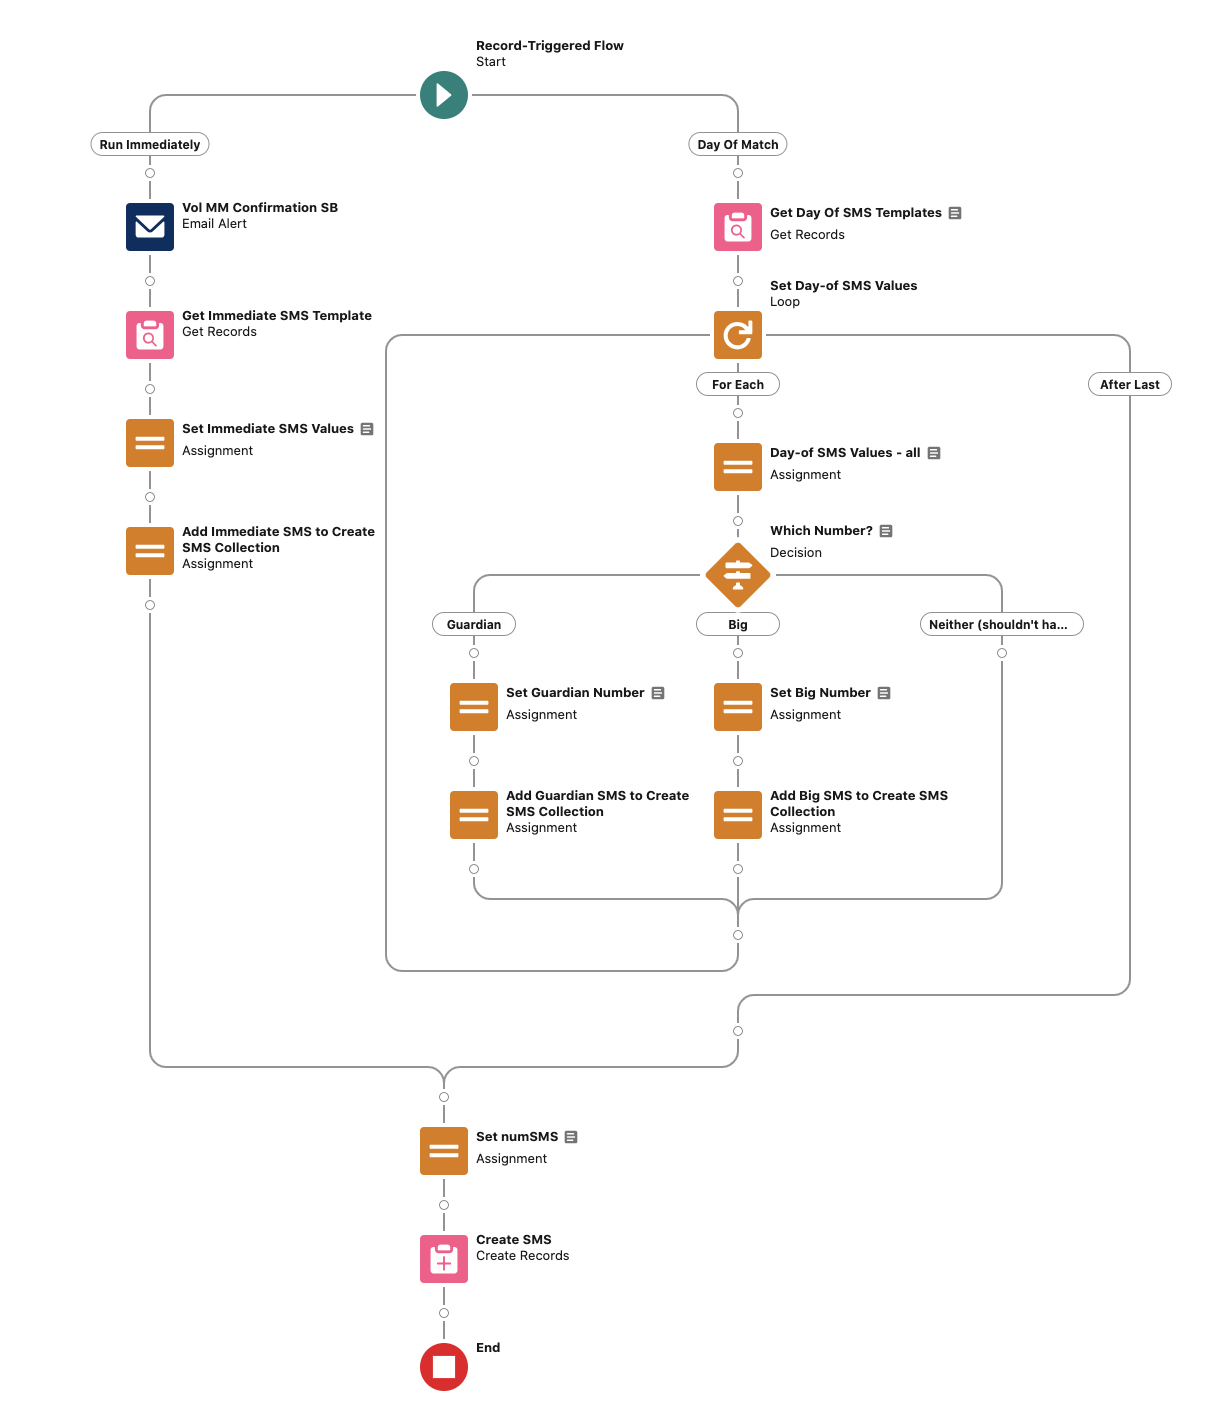 Record-Triggered Flow
Start
Run Immediately
Day Of Match
Vol MM Confirmation SB
Email Alert
Get Day Of SMS Templates
Get Records
Set Day-of SMS Values
Loop
Get Immediate SMS Template
Get Records
For Each
After Last
Set Immediate SMS Values
Assignment
Day-of SMS Values - all
Assignment
Add Immediate SMS to Create
SMS Collection
Assignment
Which Number?
Decision
Guardian
Big
Neither (shouldn't ha...
Set Guardian Number
Assignment
Set Big Number
Assignment
Add Guardian SMS to Create
SMS Collection
Assignment
Add Big SMS to Create SMS
Collection
Assignment
Set numSMS
Assignment
Create SMS
Create Records
End